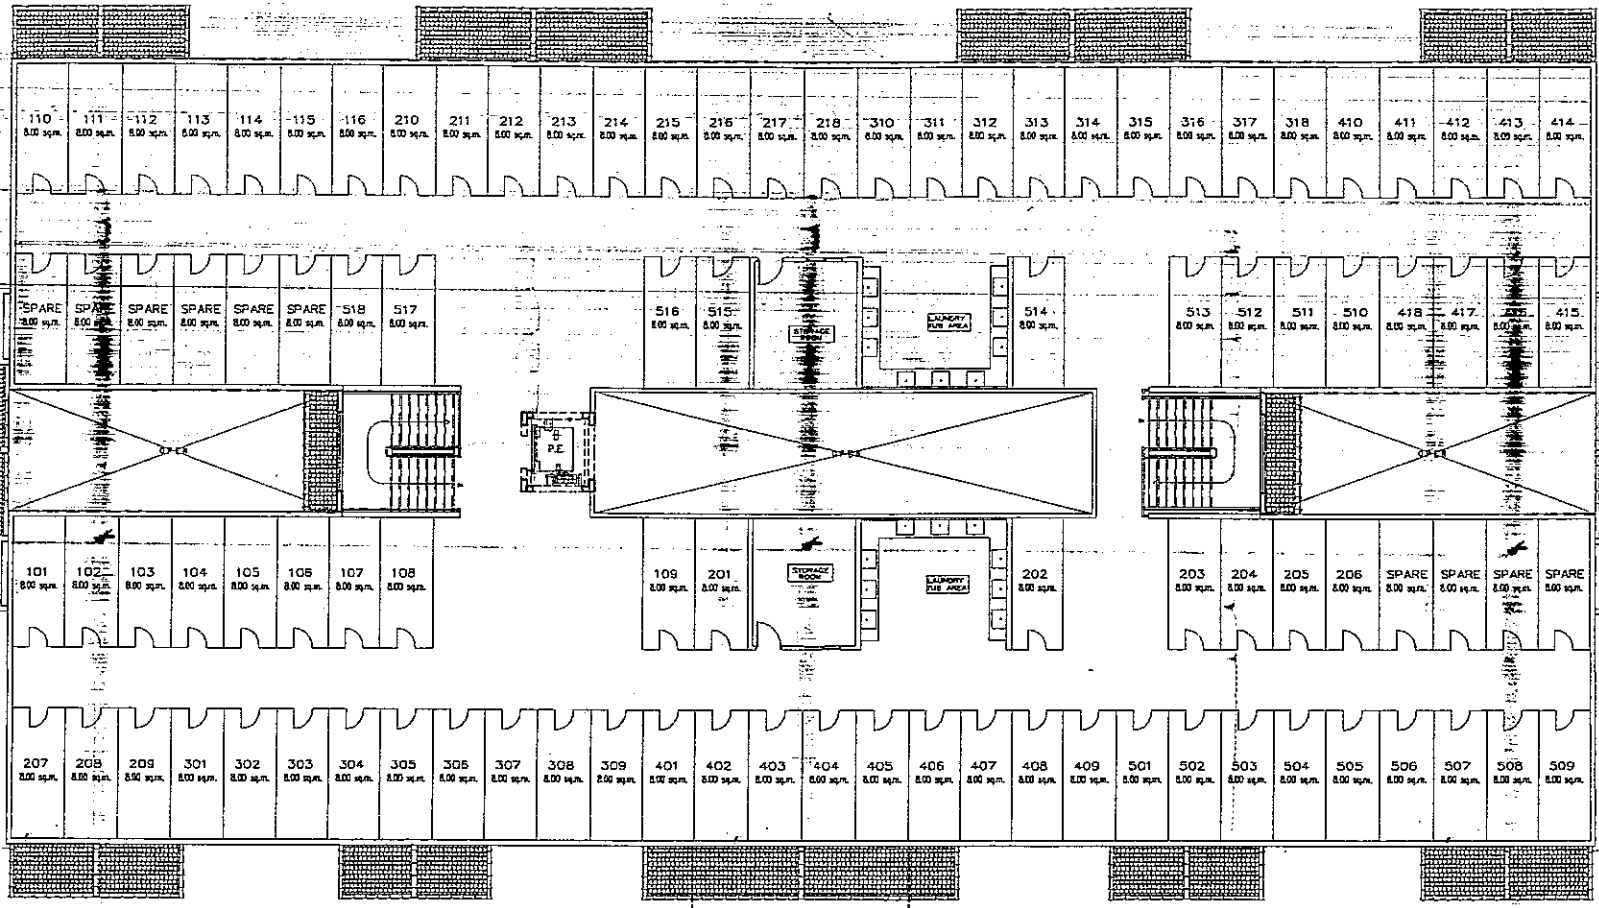 110 111 112 113 114 115 116 210 211 212 213 214 215 216 217 218 310 311 312 313 314 315 316 317 318 410 411 412 413 414
8.00 sq.m. 8.00 sq.m. 8.00 sq.m. 8.00 sq.m. 8.00 sq.m. 8.00 sq.m. 8.00 sq.m. 8.00 sq.m. 8.00 sq.m. 8.00 sq.m. 8.00 sq.m. 8.00 sq.m. 8.00 sq.m. 8.00 sq.m. 8.00 sq.m. 8.00 sq.m. 8.00 sq.m. 8.00 sq.m. 8.00 sq.m. 8.00 sq.m. 8.00 sq.m. 8.00 sq.m. 8.00 sq.m. 8.00 sq.m. 8.00 sq.m. 8.00 sq.m. 8.00 sq.m. 8.00 sq.m. 8.00 sq.m. 8.00 sq.m.
SPARE SPARE SPARE SPARE SPARE SPARE 518 517 516 515 514 513 512 511 510 418 417 415
8.00 sq.m. 8.00 sq.m. 8.00 sq.m. 8.00 sq.m. 8.00 sq.m. 8.00 sq.m. 8.00 sq.m. 8.00 sq.m. 8.00 sq.m. 8.00 sq.m. 8.00 sq.m. 8.00 sq.m. 8.00 sq.m. 8.00 sq.m. 8.00 sq.m. 8.00 sq.m. 8.00 sq.m. 8.00 sq.m.
STORAGE
ROOM
LAUNDRY
TUB AREA
OPEN
P.E.
OPEN
OPEN
101 102 103 104 105 106 107 108 109 201 202 203 204 205 206 SPARE SPARE SPARE SPARE
8.00 sq.m. 8.00 sq.m. 8.00 sq.m. 8.00 sq.m. 8.00 sq.m. 8.00 sq.m. 8.00 sq.m. 8.00 sq.m. 8.00 sq.m. 8.00 sq.m. 8.00 sq.m. 8.00 sq.m. 8.00 sq.m. 8.00 sq.m. 8.00 sq.m. 8.00 sq.m. 8.00 sq.m. 8.00 sq.m. 8.00 sq.m.
STORAGE
ROOM
LAUNDRY
TUB AREA
207 208 209 301 302 303 304 305 306 307 308 309 401 402 403 404 405 406 407 408 409 501 502 503 504 505 506 507 508 509
8.00 sq.m. 8.00 sq.m. 8.00 sq.m. 8.00 sq.m. 8.00 sq.m. 8.00 sq.m. 8.00 sq.m. 8.00 sq.m. 8.00 sq.m. 8.00 sq.m. 8.00 sq.m. 8.00 sq.m. 8.00 sq.m. 8.00 sq.m. 8.00 sq.m. 8.00 sq.m. 8.00 sq.m. 8.00 sq.m. 8.00 sq.m. 8.00 sq.m. 8.00 sq.m. 8.00 sq.m. 8.00 sq.m. 8.00 sq.m. 8.00 sq.m. 8.00 sq.m. 8.00 sq.m. 8.00 sq.m. 8.00 sq.m. 8.00 sq.m.